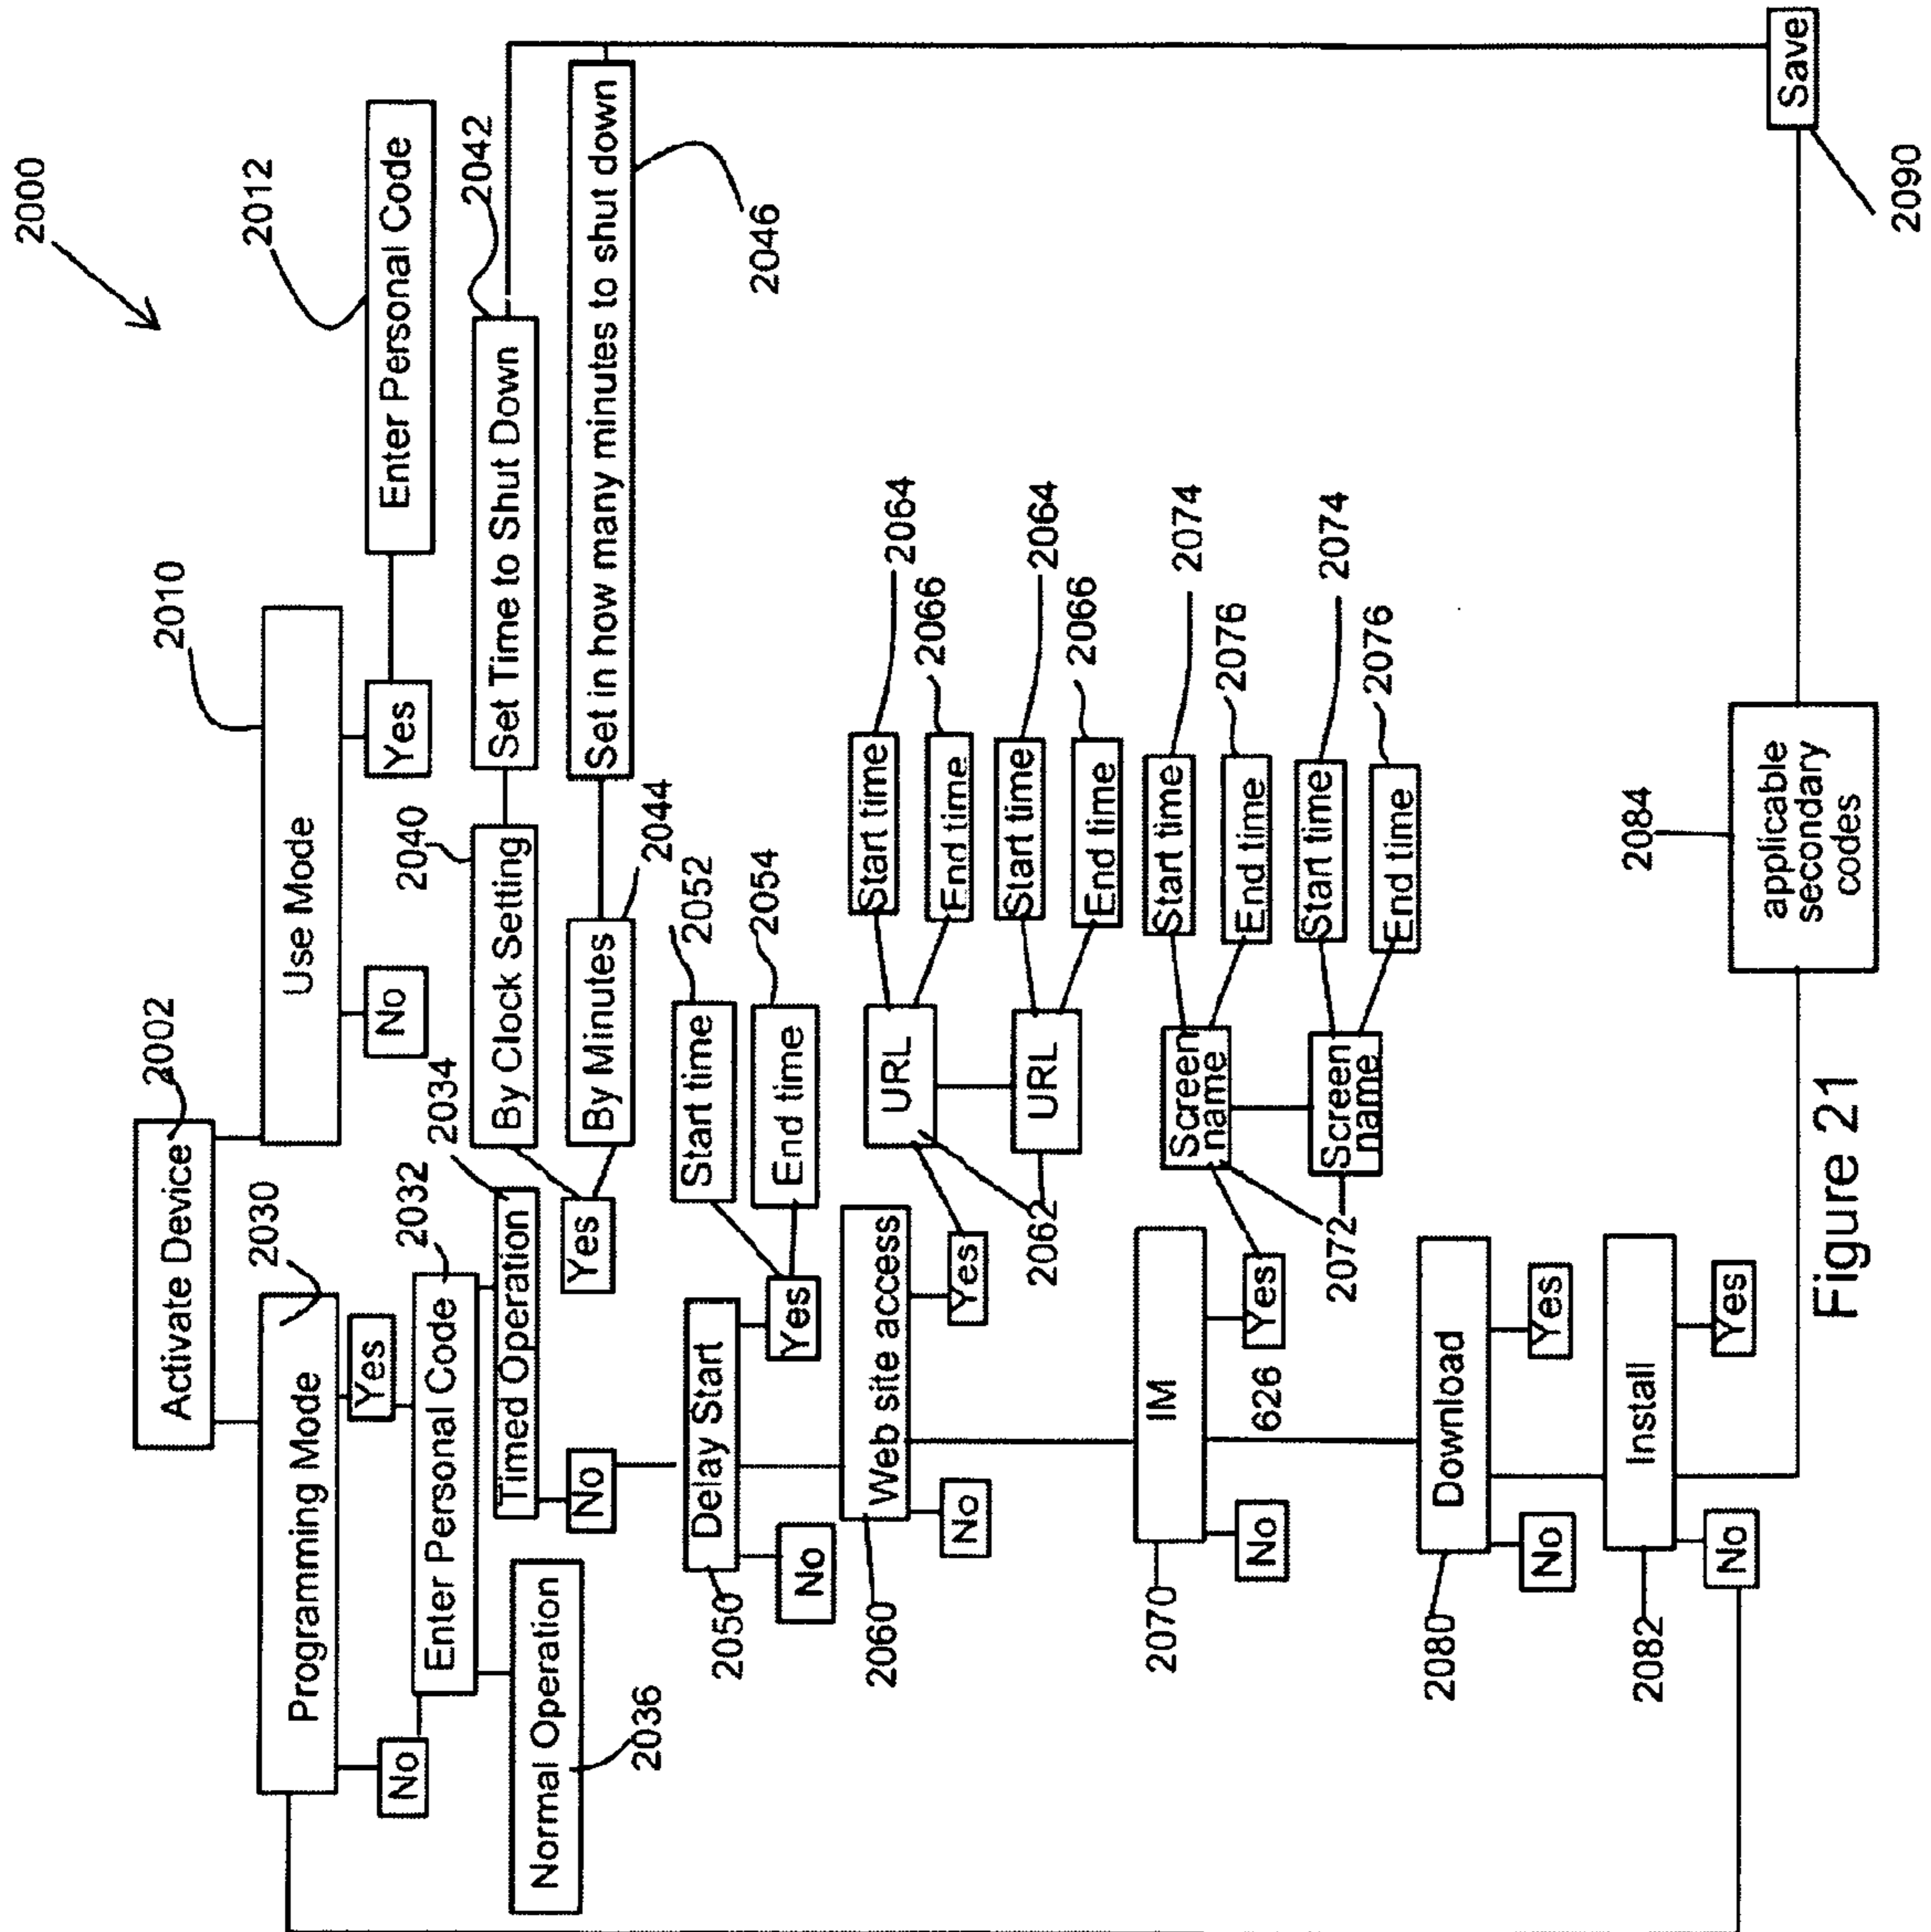 2000
Activate Device
2002
Use Mode
2010
No
Yes
Enter Personal Code
2012
Programming Mode
2030
No
Yes
Enter Personal Code
2032
Normal Operation
2036
Timed Operation
2034
No
Yes
By Clock Setting
2040
Set Time to Shut Down
2042
By Minutes
2044
Set in how many minutes to shut down
2046
Delay Start
2050
No
Yes
Start time
2052
End time
2054
Web site access
2060
No
Yes
URL
URL
2062
Start time
2064
End time
2066
Start time
2064
End time
2066
IM
2070
No
Yes
626
Screen
name
Screen
name
2072
Start time
2074
End time
2076
Start time
2074
End time
2076
Download
2080
No
Yes
Install
2082
No
Yes
applicable
secondary
codes
2084
Save
2090
Figure 21